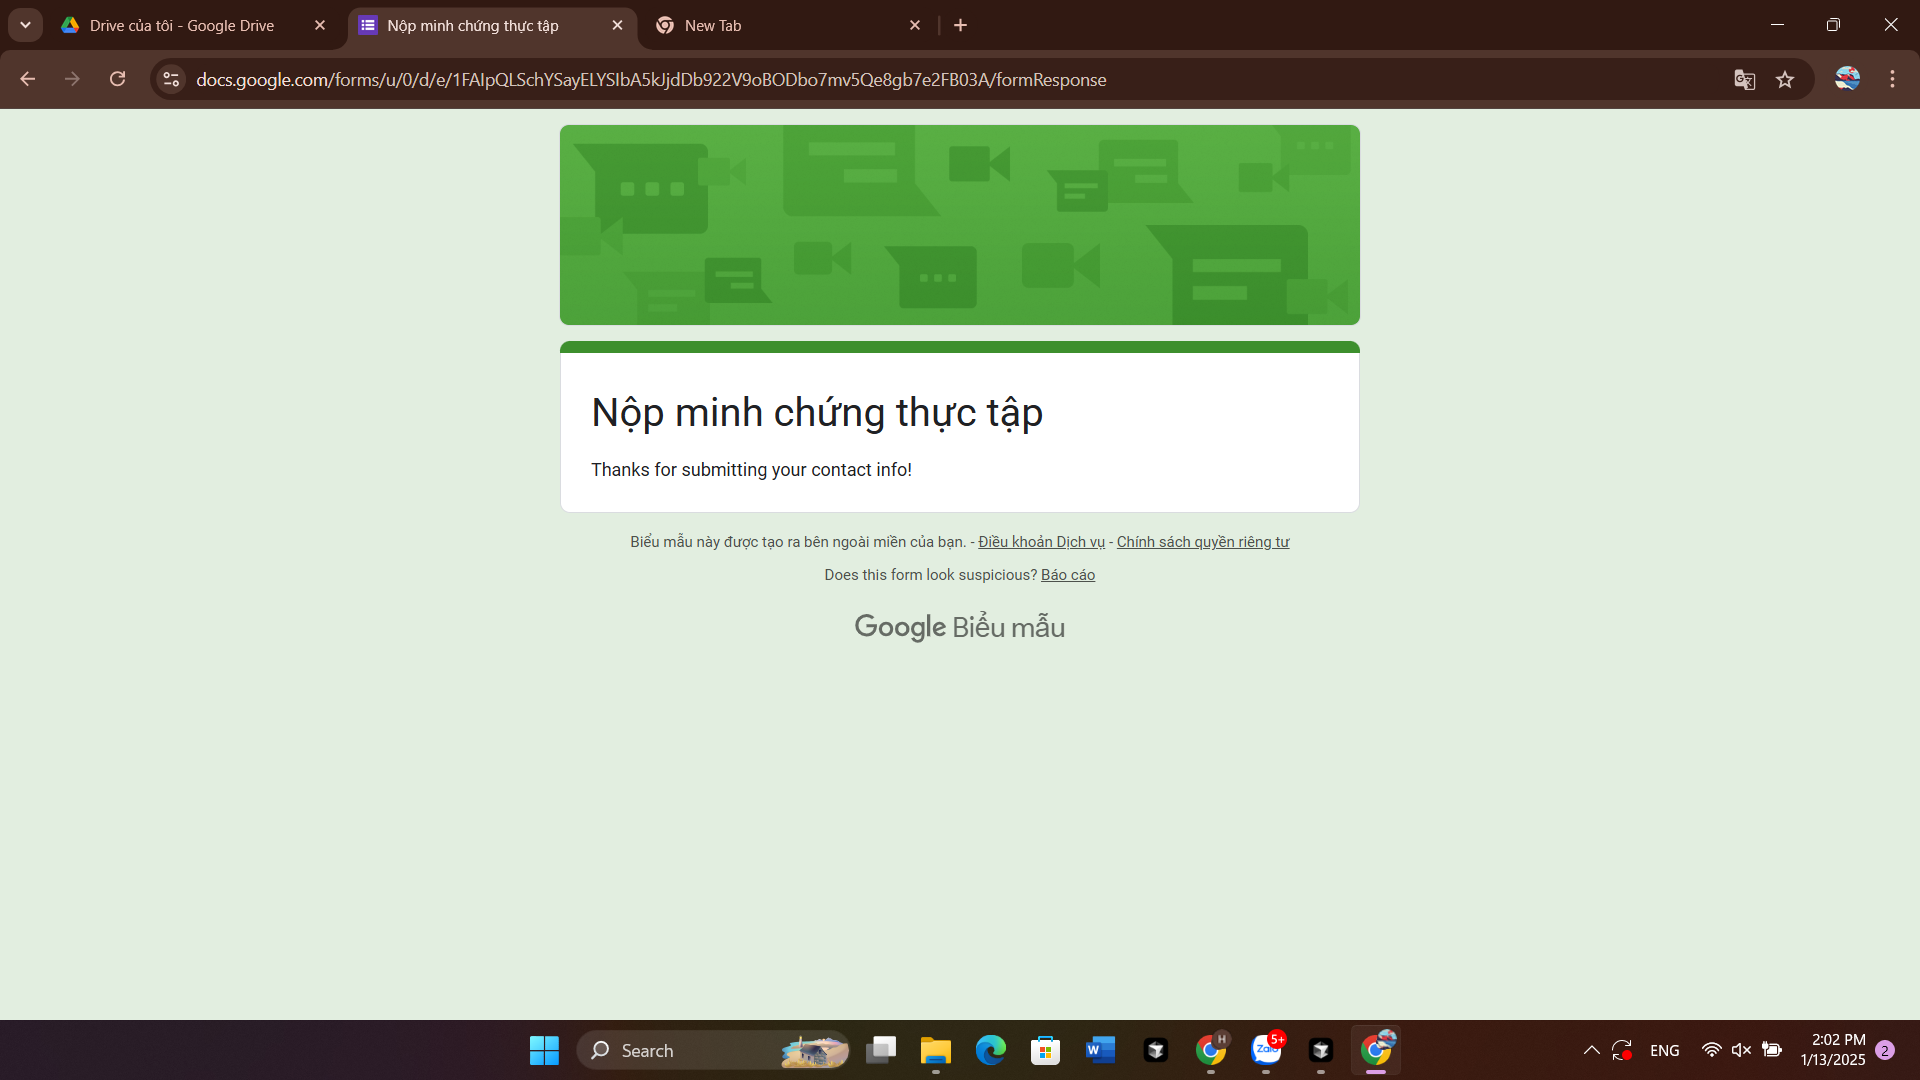 Drive của tôi - Google Drive
Nộp minh chứng thực tập
New Tab
docs.google.com/forms/u/0/d/e/1FAIpQLSchYSayELYSIbA5kJjdDb922V9oBODbo7mv5Qe8gb7e2FB03A/formResponse
Nộp minh chứng thực tập
Thanks for submitting your contact info!
Biểu mẫu này được tạo ra bên ngoài miền của bạn. - Điều khoản Dịch vụ - Chính sách quyền riêng tư
Does this form look suspicious? Báo cáo
Google Biểu mẫu
Search
W
H
Zalo
5+
ENG
2:02 PM
1/13/2025
2